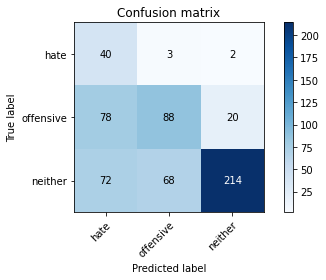 Confusion matrix
True label
hate
40
3
2
offensive
78
88
20
neither
72
68
214
hate
offensive
neither
Predicted label
200
175
150
125
100
75
50
25